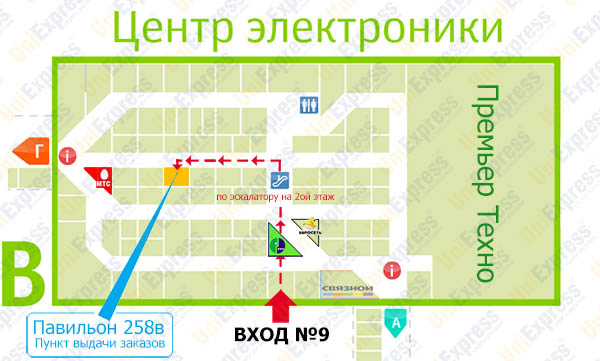 Центр электроники
Премьер Техно
Г
i
МТС
по эскалатору на 2ой этаж
ЕВРОСЕТЬ
i
СВЯЗНОЙ
В
Павильон 258в
Пункт выдачи заказов
ВХОД №9
А
UniExpress